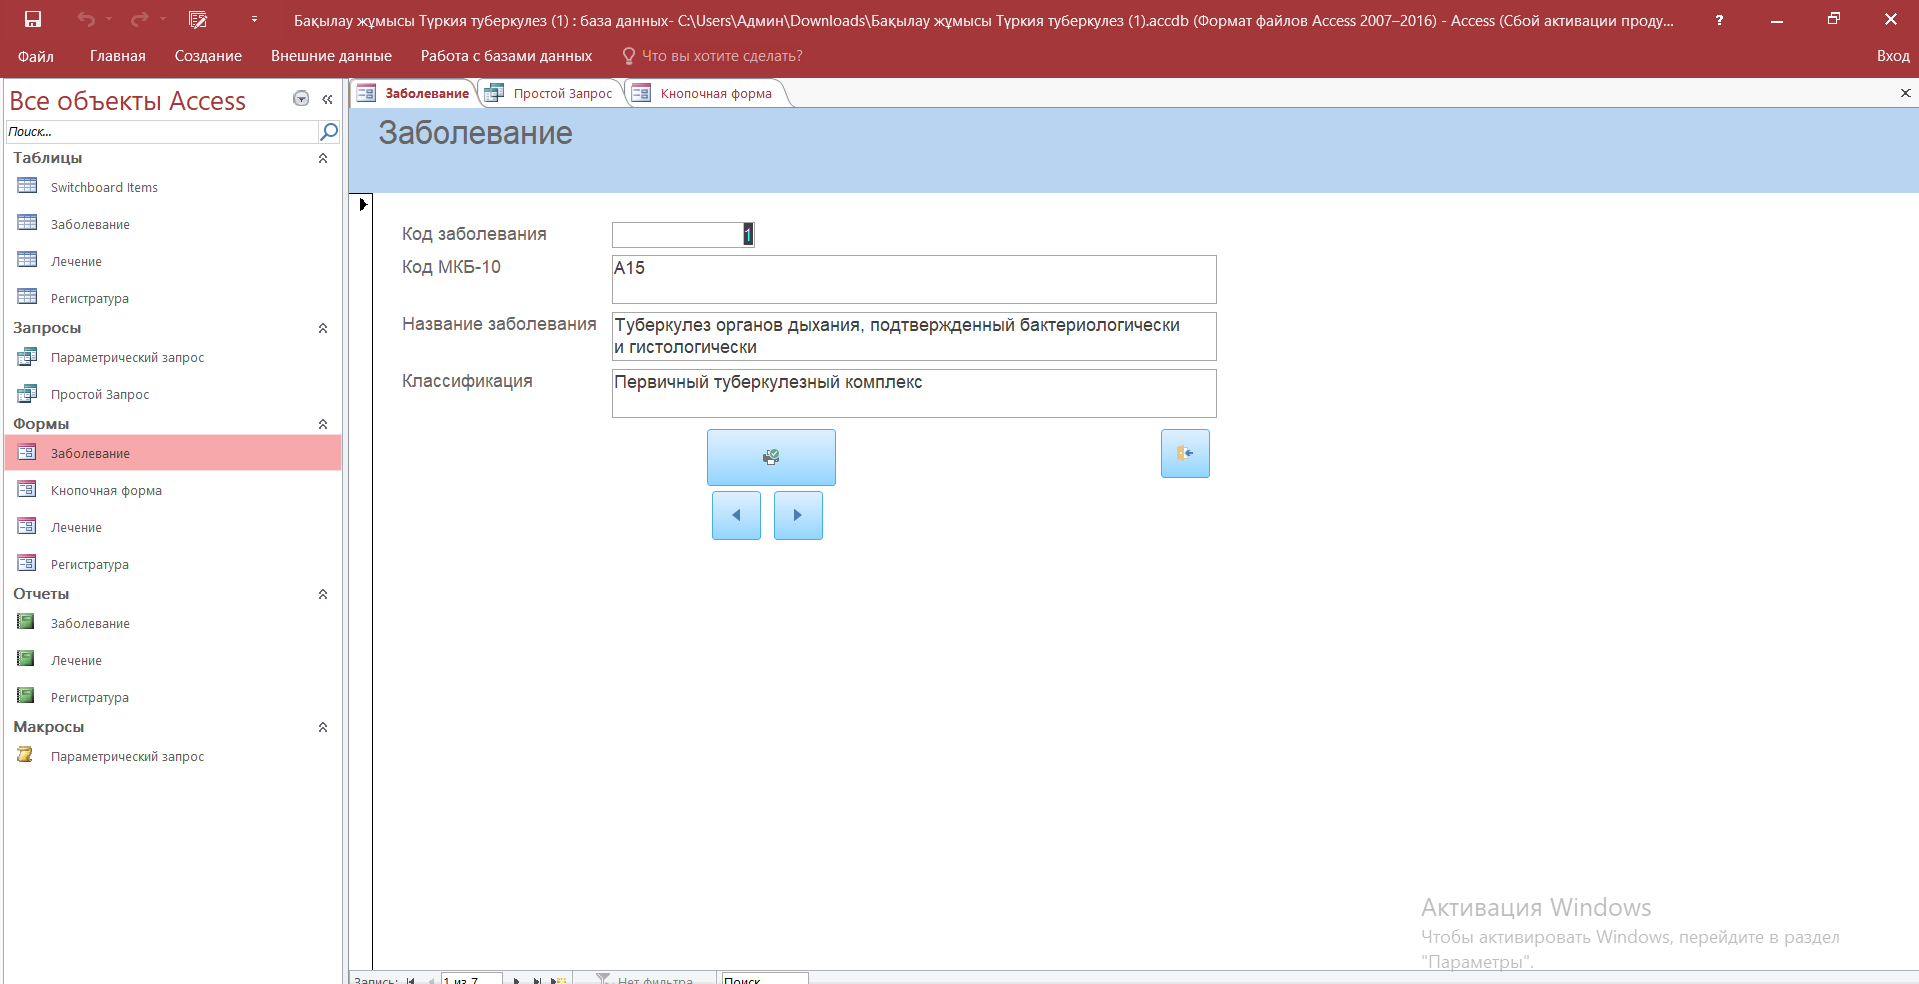 Бақылау жұмысы Түркия туберкулез (1) : база данных- C:\Users\Админ\Downloads\Бақылау жұмысы Түркия туберкулез (1).accdb (Формат файлов Access 2007–2016) - Access (Сбой активации проду...
?
Файл Главная Создание Внешние данные Работа с базами данных Что вы хотите сделать? Вход
Все объекты Access
Поиск...
Таблицы
Switchboard Items
Заболевание
Лечение
Регистратура
Запросы
Параметрический запрос
Простой Запрос
Формы
Заболевание
Кнопочная форма
Лечение
Регистратура
Отчеты
Заболевание
Лечение
Регистратура
Макросы
Параметрический запрос
Заболевание Простой Запрос Кнопочная форма
Заболевание
Код заболевания 1
Код МКБ-10 A15
Название заболевания Туберкулез органов дыхания, подтвержденный бактериологически
и гистологически
Классификация Первичный туберкулезный комплекс
Активация Windows
Чтобы активировать Windows, перейдите в раздел
"Параметры".
Запись: 1 из 7 Нет фильтра Поиск